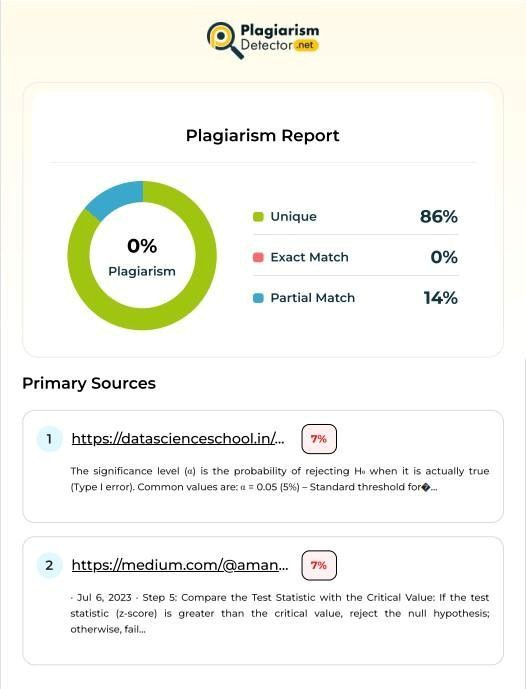 Plagiarism
Detector.net
Plagiarism Report
0%
Plagiarism
Unique 86%
Exact Match 0%
Partial Match 14%
Primary Sources
1 https://datascienceschool.in/... 7%
The significance level (α) is the probability of rejecting H₀ when it is actually true
(Type I error). Common values are: α = 0.05 (5%) – Standard threshold for�...
2 https://medium.com/@aman... 7%
· Jul 6, 2023 · Step 5: Compare the Test Statistic with the Critical Value: If the test
statistic (z-score) is greater than the critical value, reject the null hypothesis;
otherwise, fail...